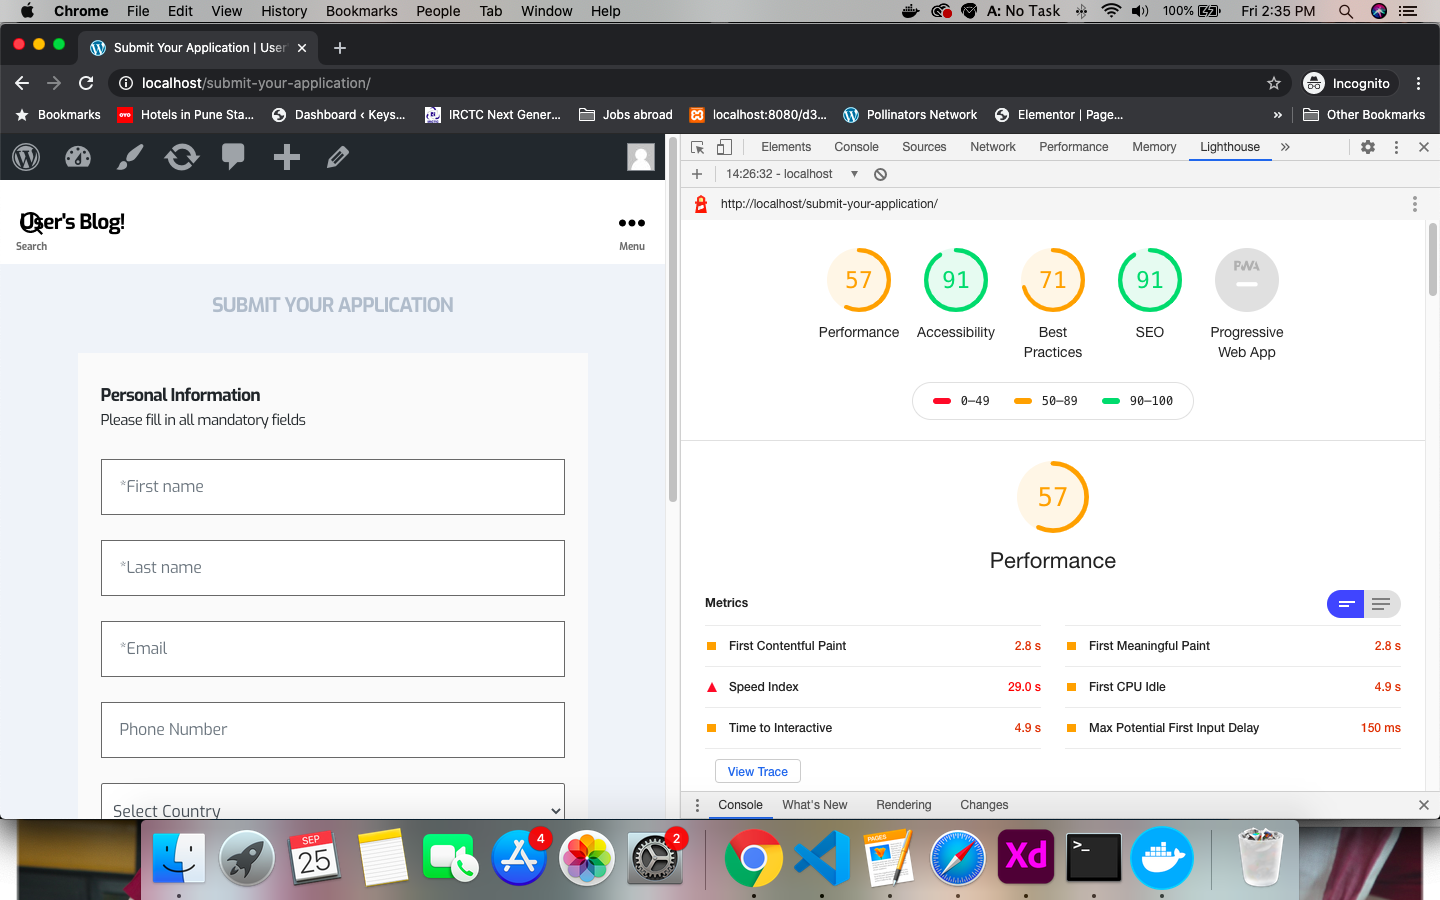 Chrome File Edit View History Bookmarks People Tab Window Help A: No Task 100% Fri 2:35 PM
Submit Your Application | User'
localhost/submit-your-application/ Incognito
Bookmarks OYO Hotels in Pune Sta... Dashboard ‹ Keys... IRCTC Next Gener... Jobs abroad localhost:8080/d3... Pollinators Network Elementor | Page... » Other Bookmarks
Elements Console Sources Network Performance Memory Lighthouse »
14:26:32 - localhost
http://localhost/submit-your-application/
User's Blog!
Search
Menu
SUBMIT YOUR APPLICATION
Personal Information
Please fill in all mandatory fields
*First name
*Last name
*Email
Phone Number
Select Country
57 91 71 91 PWA
Performance Accessibility Best Practices SEO Progressive Web App
0–49 50–89 90–100
57
Performance
Metrics
First Contentful Paint 2.8 s First Meaningful Paint 2.8 s
Speed Index 29.0 s First CPU Idle 4.9 s
Time to Interactive 4.9 s Max Potential First Input Delay 150 ms
View Trace
Console What's New Rendering Changes
SEP 25 4 2 PAGES Xd >_